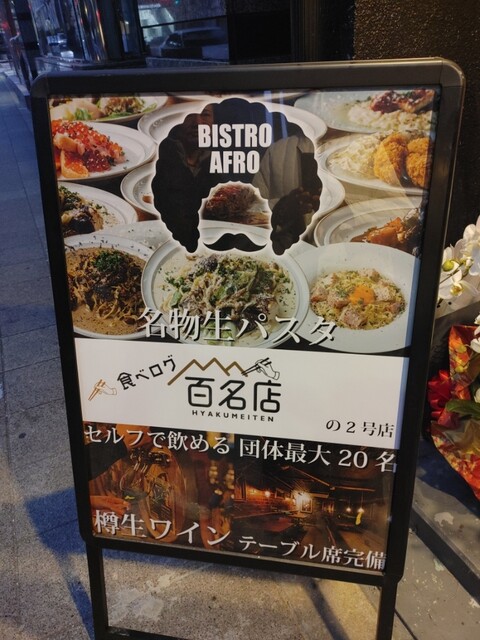 BISTRO
AFRO
名物生パスタ
食べログ
百名店
HYAKUMEITEN
の2号店
セルフで飲める 団体最大20名
樽生ワイン テーブル席完備